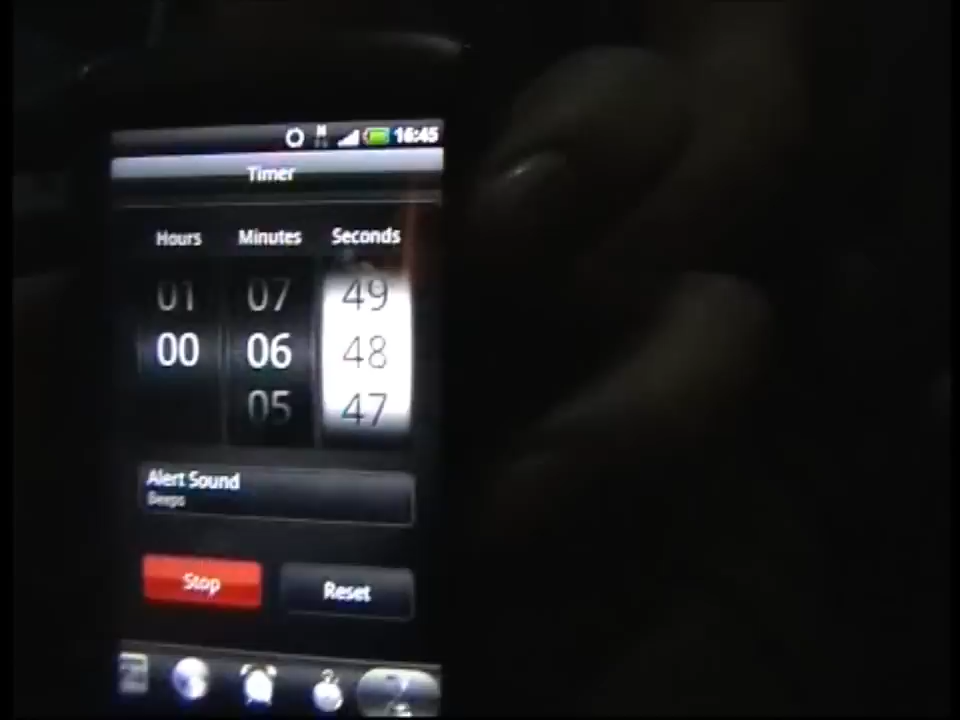 16:45
Timer
Hours Minutes Seconds
01 07 49
00 06 48
05 47
Alert Sound
Beeps
Stop Reset